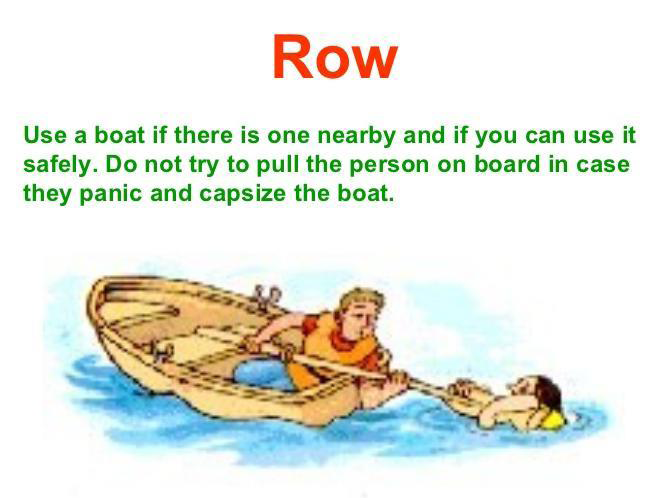 Row
Use a boat if there is one nearby and if you can use it
safely. Do not try to pull the person on board in case
they panic and capsize the boat.